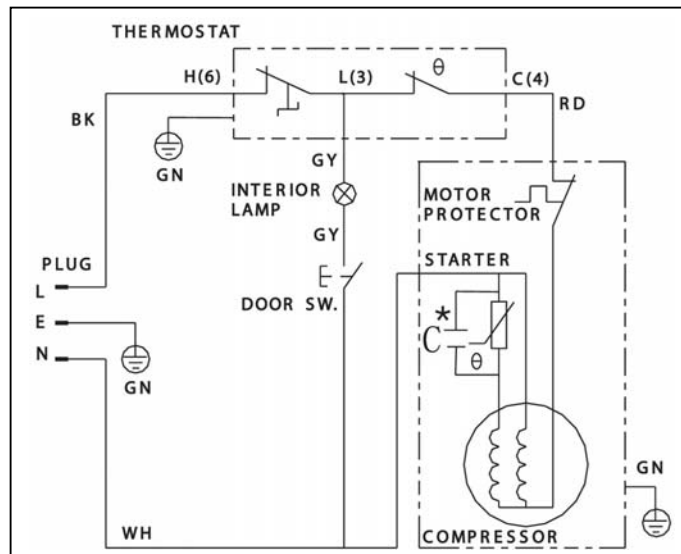 THERMOSTAT
H(6)
L(3)
θ
C(4)
BK
RD
GN
GY
INTERIOR
LAMP
MOTOR
PROTECTOR
GY
PLUG
STARTER
L
DOOR SW.
E
*
C
N
θ
GN
GN
WH
COMPRESSOR